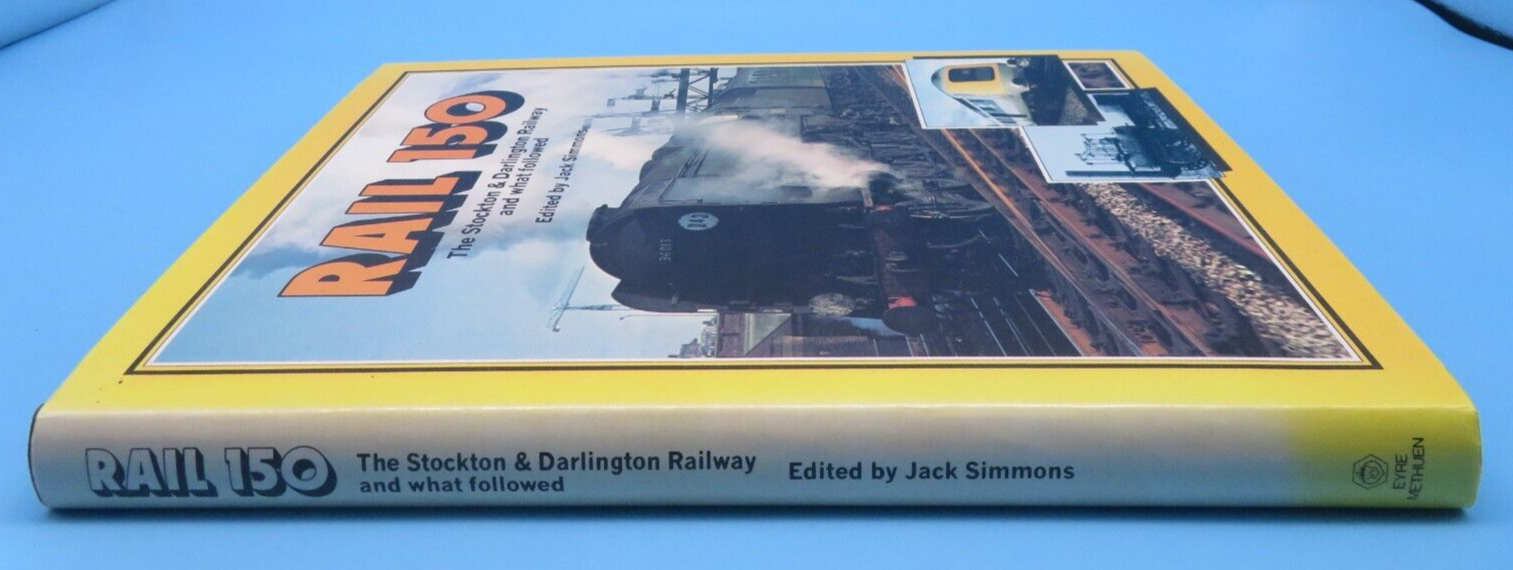 RAIL 150
The Stockton & Darlington Railway
and what followed
Edited by Jack Simmons
RAIL 150
The Stockton & Darlington Railway
and what followed
Edited by Jack Simmons
EYRE
METHUEN